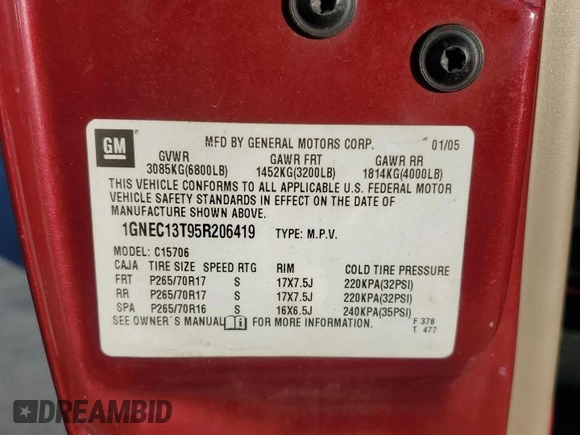 GM
MFD BY GENERAL MOTORS CORP. 01/05
GVWR GAWR FRT GAWR RR
3085KG(6800LB) 1452KG(3200LB) 1814KG(4000LB)
THIS VEHICLE CONFORMS TO ALL APPLICABLE U.S. FEDERAL MOTOR
VEHICLE SAFETY STANDARDS IN EFFECT ON THE DATE OF
MANUFACTURE SHOWN ABOVE.
1GNEC13T95R206419 TYPE: M.P.V.
MODEL: C15706
CAJA TIRE SIZE SPEED RTG RIM COLD TIRE PRESSURE
FRT P265/70R17 S 17X7.5J 220KPA(32PSI)
RR P265/70R17 S 17X7.5J 220KPA(32PSI)
SPA P265/70R16 S 16X6.5J 240KPA(35PSI)
SEE OWNER'S MANUAL i FOR MORE INFORMATION. F 378
T 477
DREAMBID